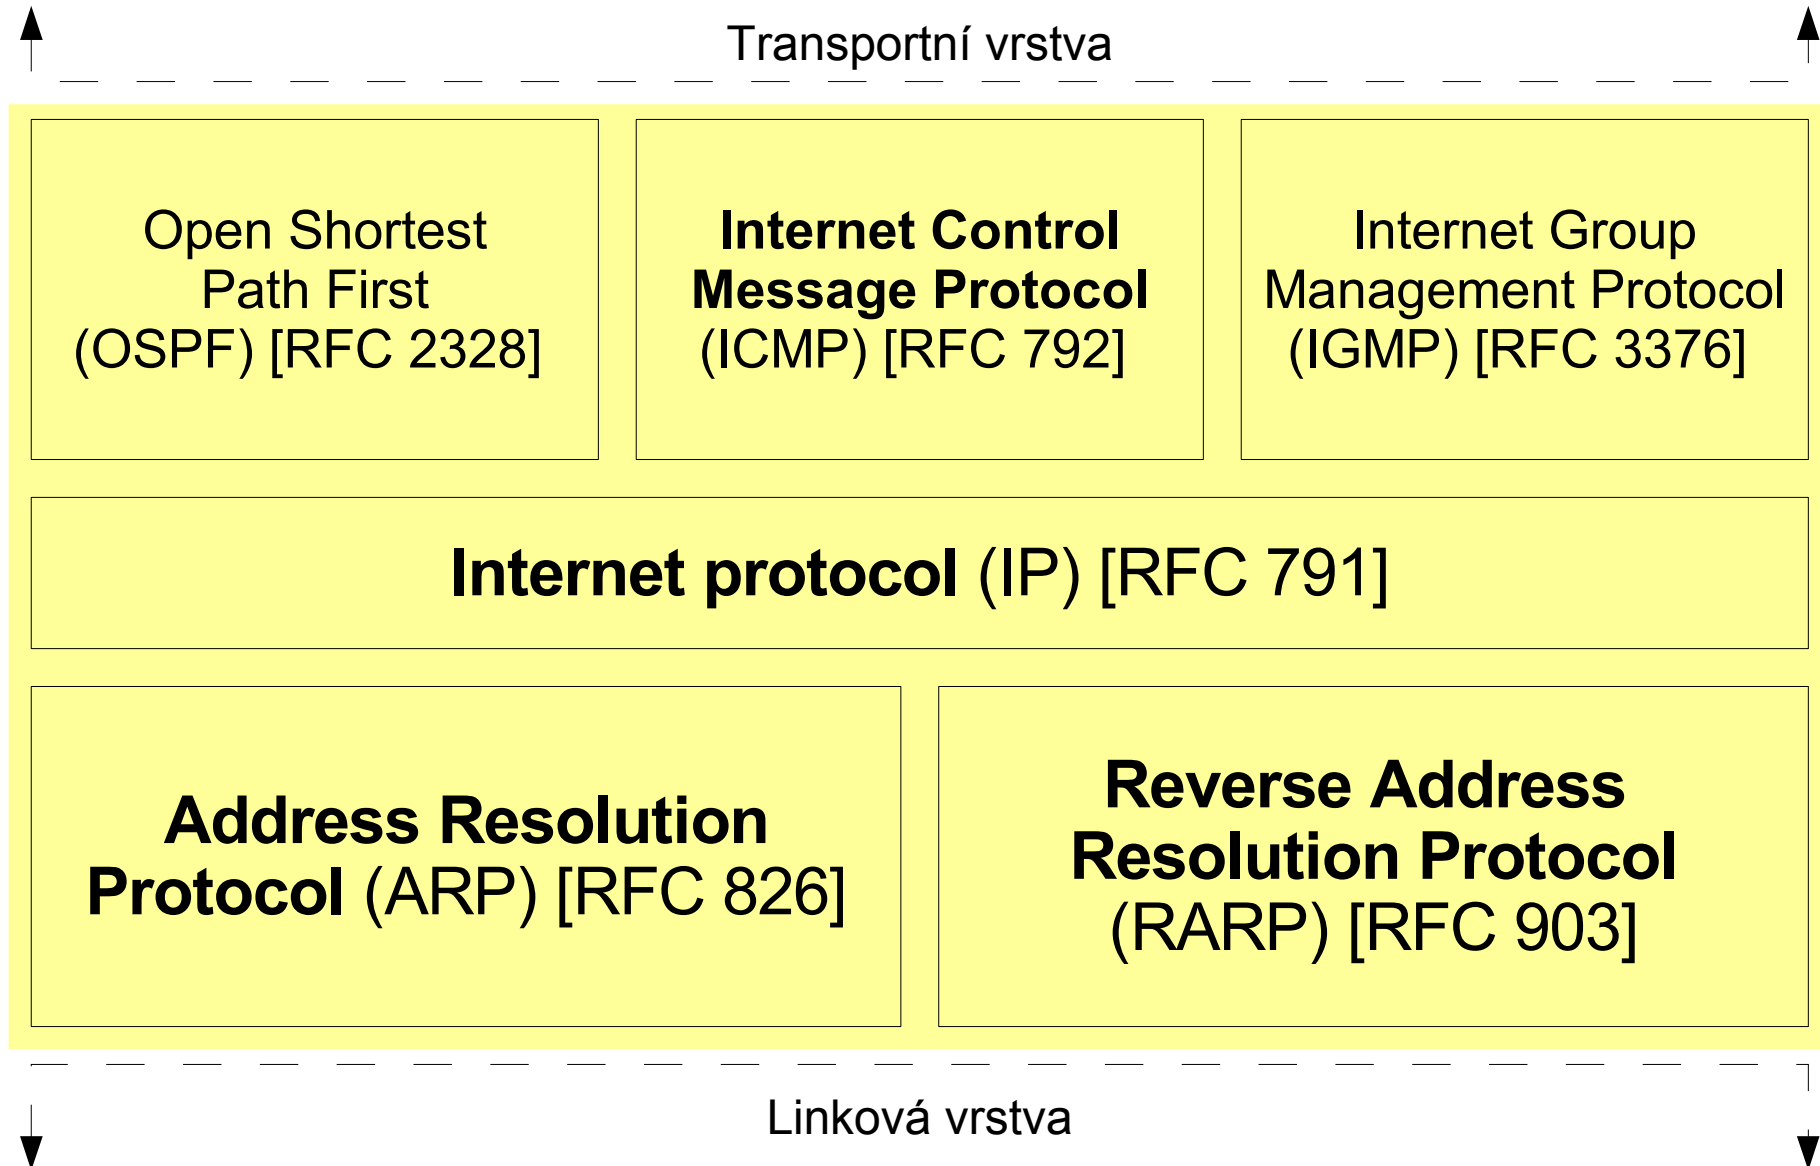 Transportní vrstva
Open Shortest
Path First
(OSPF) [RFC 2328]
Internet Control
Message Protocol
(ICMP) [RFC 792]
Internet Group
Management Protocol
(IGMP) [RFC 3376]
Internet protocol (IP) [RFC 791]
Address Resolution
Protocol (ARP) [RFC 826]
Reverse Address
Resolution Protocol
(RARP) [RFC 903]
Linková vrstva